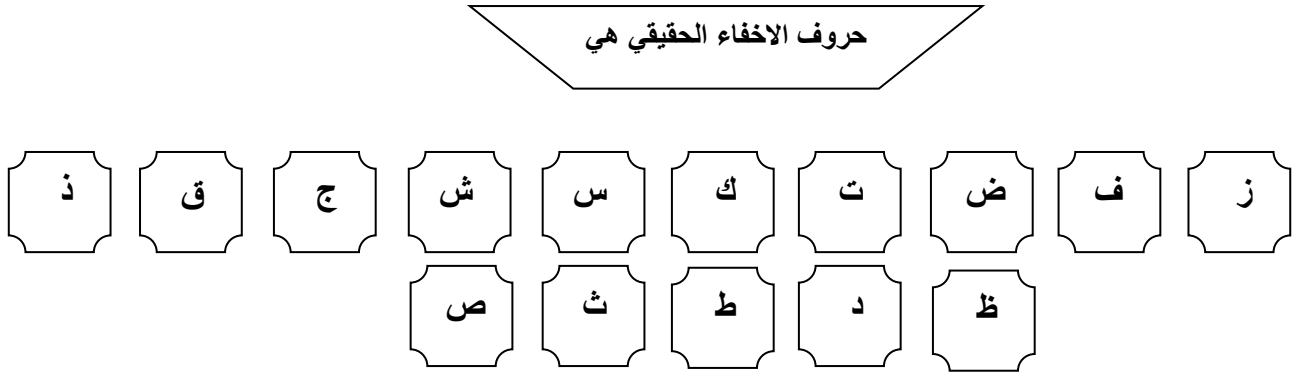 حروف الاخفاء الحقيقي هي
ز ف ض ت ك س ش ج ق ذ
ظ د ط ث ص